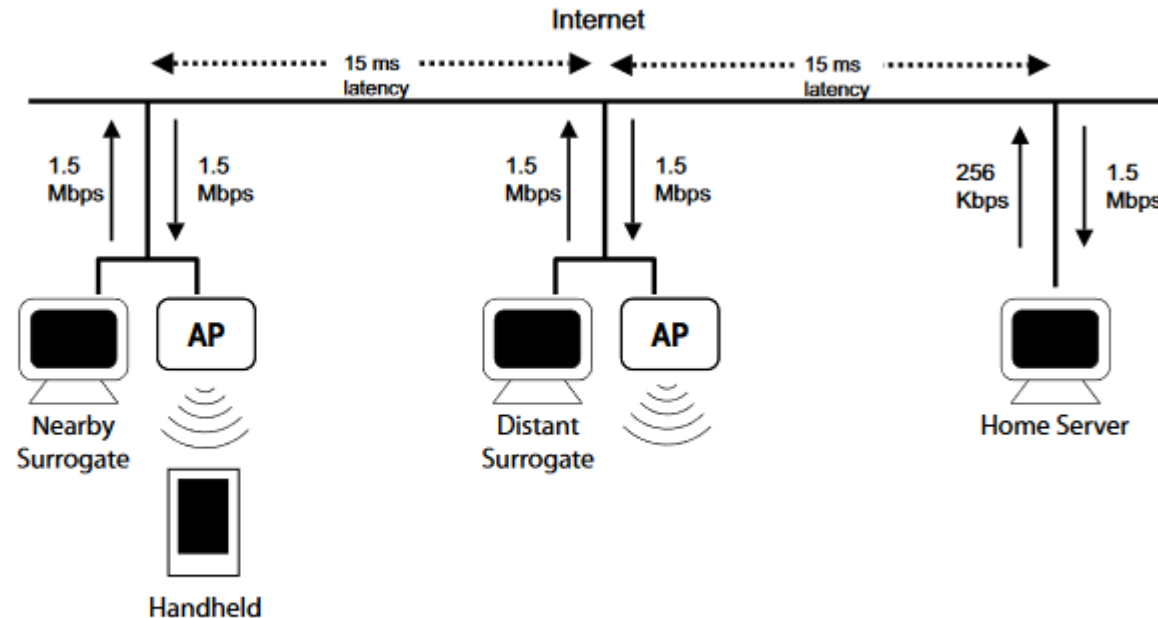 Internet
15 ms
latency
15 ms
latency
1.5
Mbps
1.5
Mbps
1.5
Mbps
1.5
Mbps
256
Kbps
1.5
Mbps
AP
AP
Nearby
Surrogate
Distant
Surrogate
Home Server
Handheld